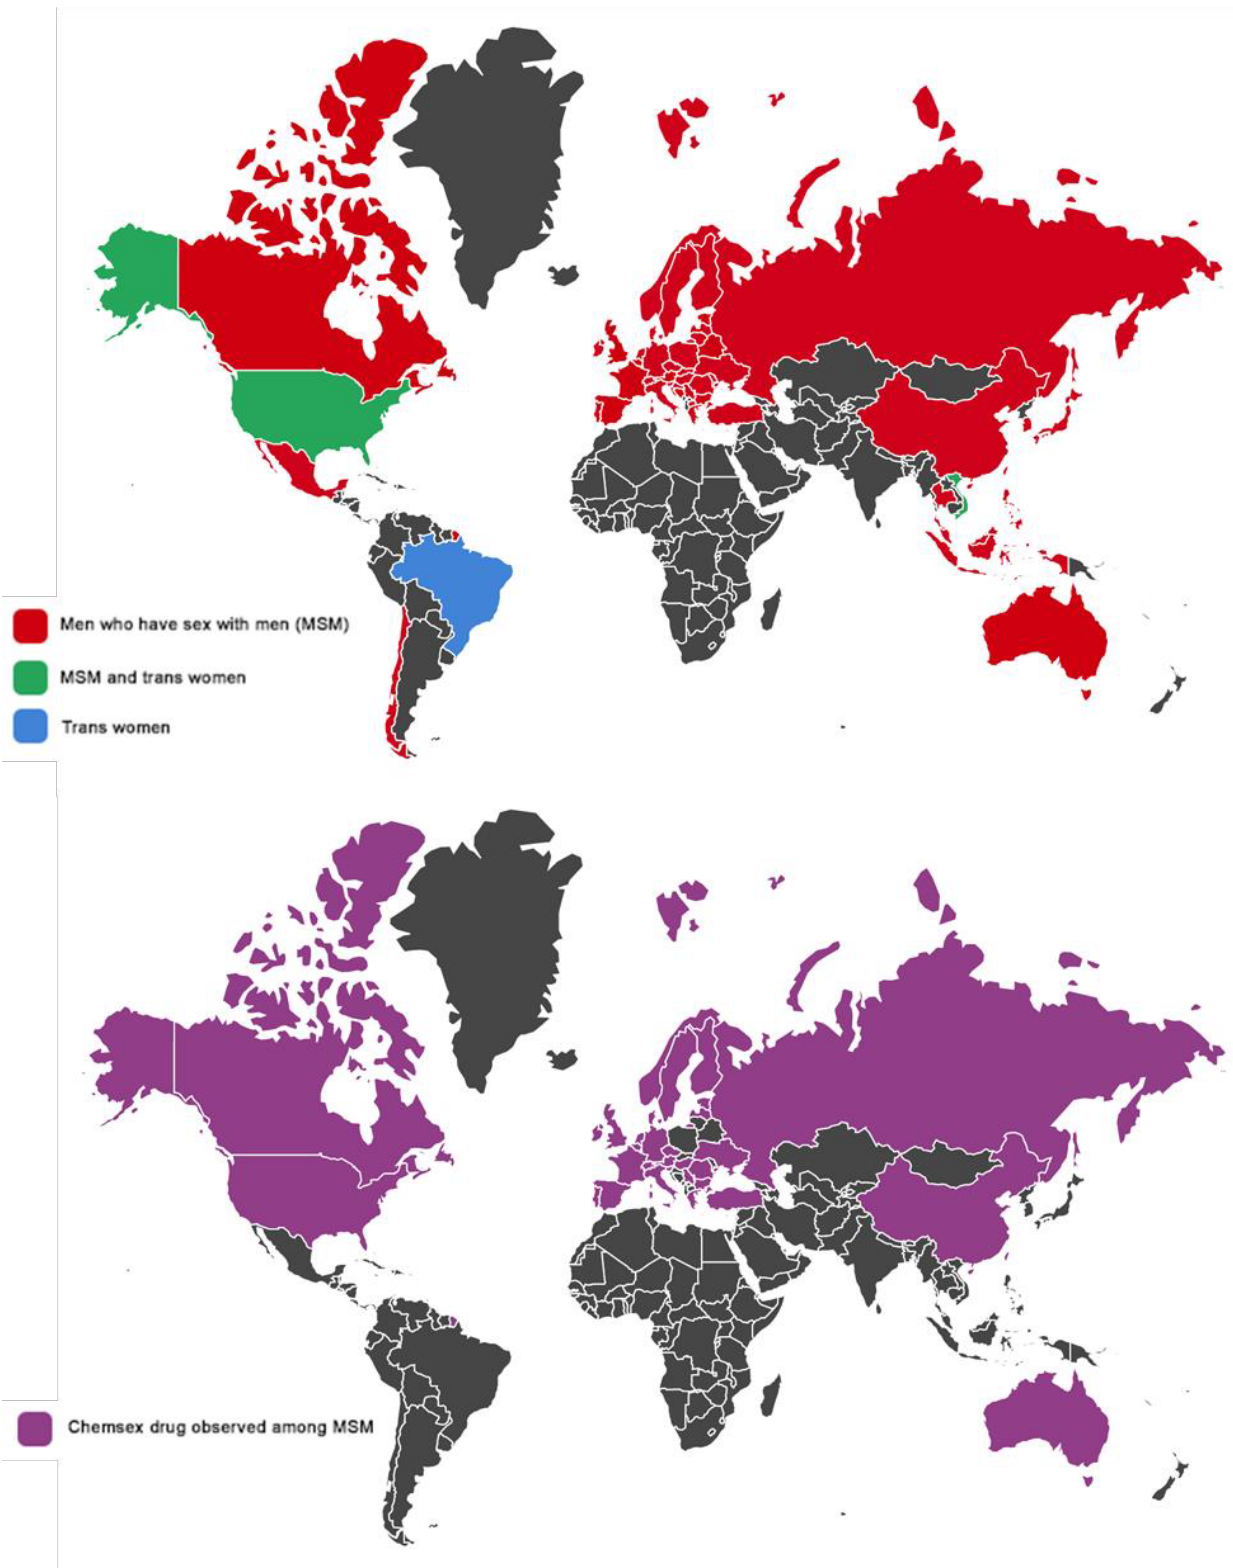 Men who have sex with men (MSM)
MSM and trans women
Trans women
Chemsex drug observed among MSM